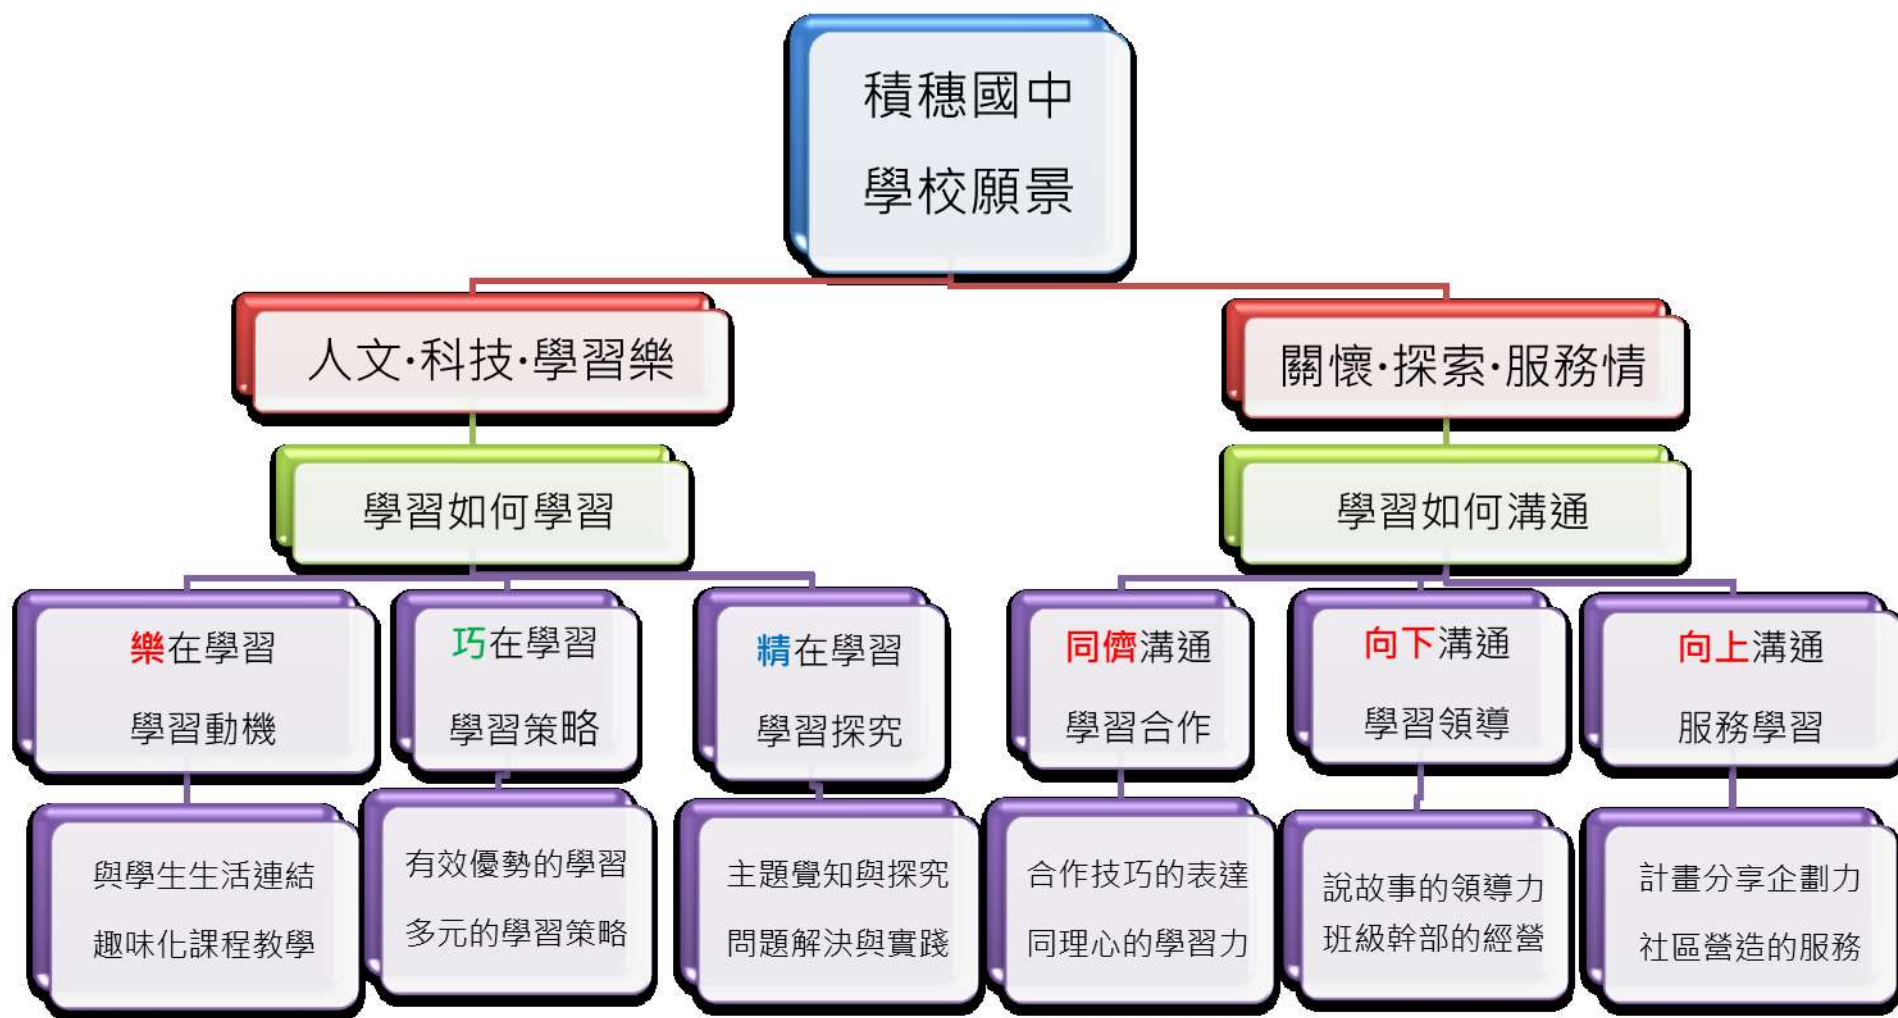 積穗國中
學校願景
人文·科技·學習樂
關懷·探索·服務情
學習如何學習
學習如何溝通
樂在學習
學習動機
巧在學習
學習策略
精在學習
學習探究
同儕溝通
學習合作
向下溝通
學習領導
向上溝通
服務學習
與學生生活連結
趣味化課程教學
有效優勢的學習
多元的學習策略
主題覺知與探究
問題解決與實踐
合作技巧的表達
同理心的學習力
說故事的領導力
班級幹部的經營
計畫分享企劃力
社區營造的服務